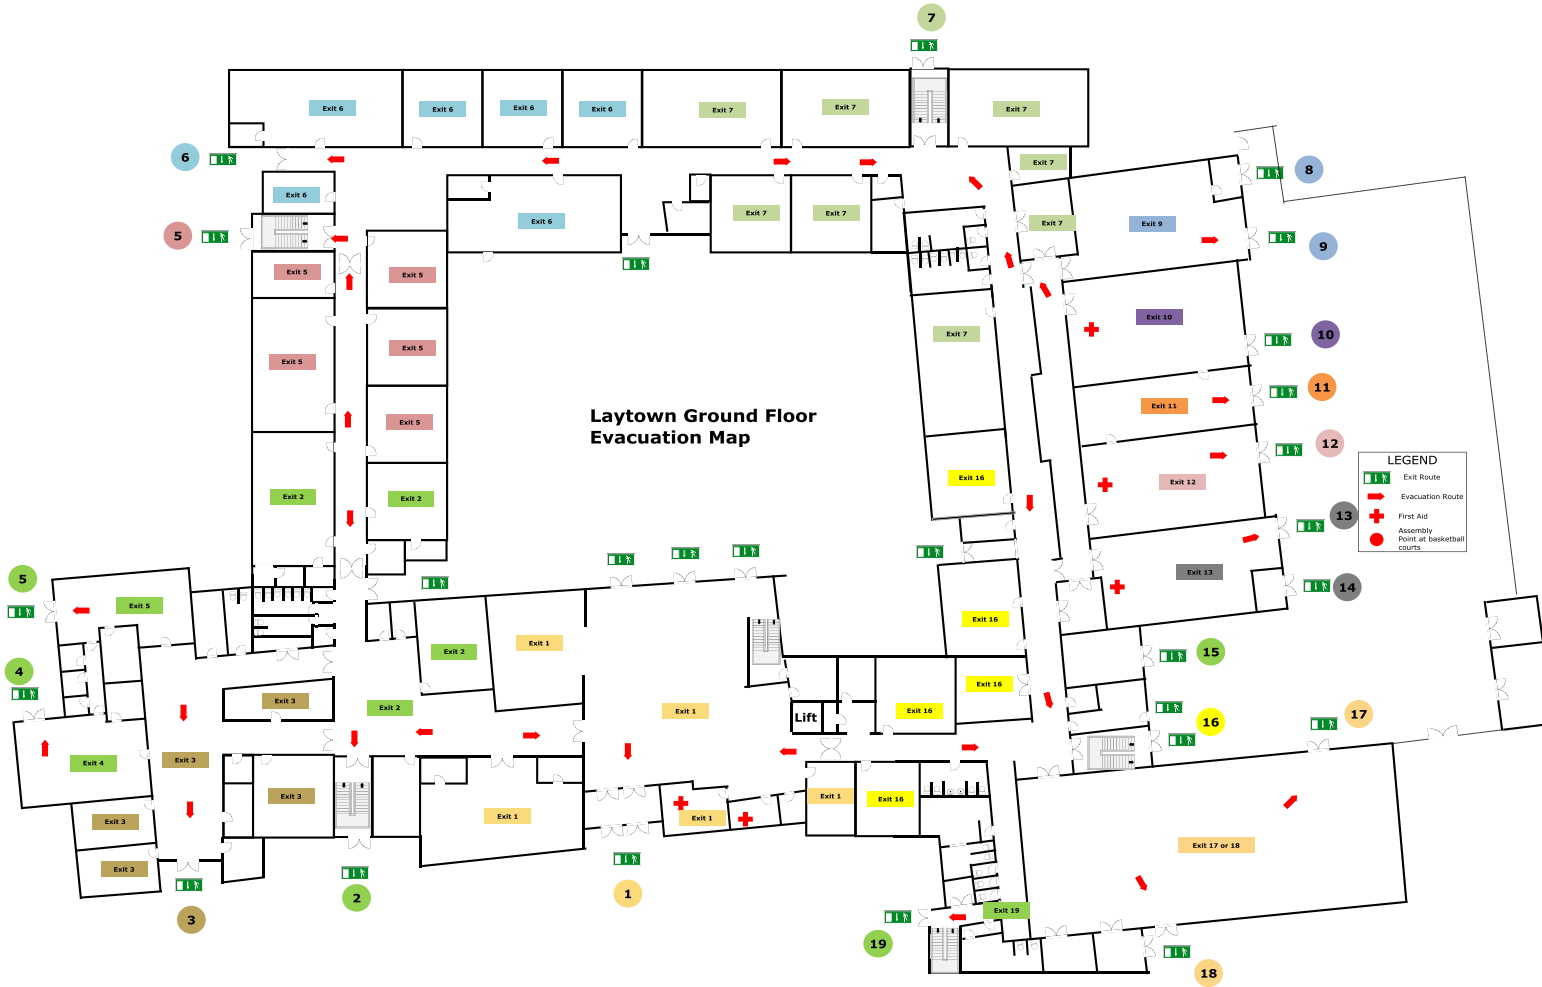 7
Exit 6
Exit 6
Exit 6
Exit 6
Exit 7
Exit 7
Exit 7
6
Exit 7
8
Exit 6
Exit 6
Exit 7
Exit 7
Exit 7
Exit 9
5
9
Exit 5
Exit 5
Exit 10
10
Exit 7
Exit 5
Exit 5
11
Exit 11
Laytown Ground Floor
Evacuation Map
Exit 5
12
LEGEND
Exit Route
Evacuation Route
First Aid
Assembly
Point at basketball
courts
Exit 16
Exit 12
Exit 2
Exit 2
13
Exit 13
5
14
Exit 5
Exit 16
Exit 1
Exit 2
15
4
Exit 16
Exit 3
Exit 2
Exit 1
Exit 16
Lift
16
17
Exit 3
Exit 4
Exit 3
Exit 1
Exit 16
Exit 1
Exit 1
Exit 3
Exit 17 or 18
Exit 3
2
1
3
Exit 19
19
18